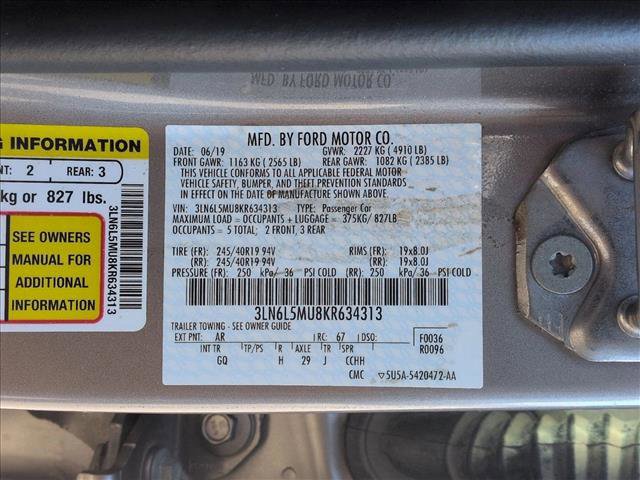 MFD. BY FORD MOTOR CO.
G INFORMATION
NT: 2 REAR: 3
kg or 827 lbs.
SEE OWNERS
MANUAL FOR
ADDITIONAL
INFORMATION
3LN6L5MU8KR634313
MFD. BY FORD MOTOR CO.
DATE: 06/19 GVWR: 2227 KG (4910 LB)
FRONT GAWR: 1163 KG (2565 LB) REAR GAWR: 1082 KG (2385 LB)
THIS VEHICLE CONFORMS TO ALL APPLICABLE FEDERAL MOTOR
VEHICLE SAFETY, BUMPER, AND THEFT PREVENTION STANDARDS IN
EFFECT ON THE DATE OF MANUFACTURE SHOWN ABOVE.
VIN: 3LN6L5MU8KR634313 TYPE: Passenger Car
MAXIMUM LOAD = OCCUPANTS + LUGGAGE = 375KG/827LB
OCCUPANTS = 5 TOTAL; 2 FRONT, 3 REAR
TIRE (FR): 245/40R19 94V RIMS (FR): 19x8.0J
(RR): 245/40R19 94V (RR): 19x8.0J
PRESSURE (FR): 250 kPa/ 36 PSI COLD (RR): 250 kPa/ 36 PSI COLD
3LN6L5MU8KR634313
TRAILER TOWING - SEE OWNER GUIDE
EXT PNT: AR RC: 67 DSO: F0036
INT TR TP/PS R AXLE TR SPR R0096
GQ H 29 J CCHH
CMC ▽5U5A-5420472-AA